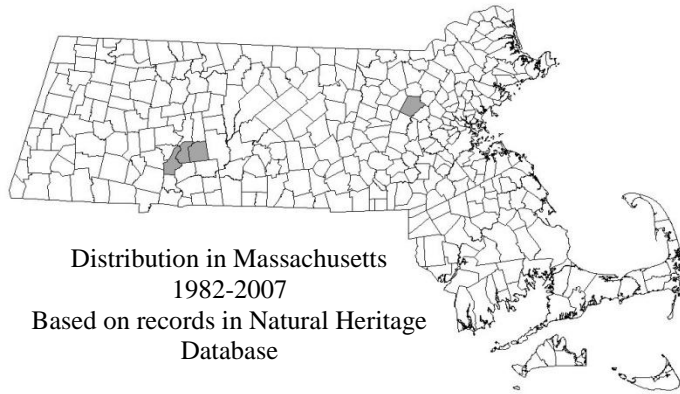 Distribution in Massachusetts
1982-2007
Based on records in Natural Heritage
Database